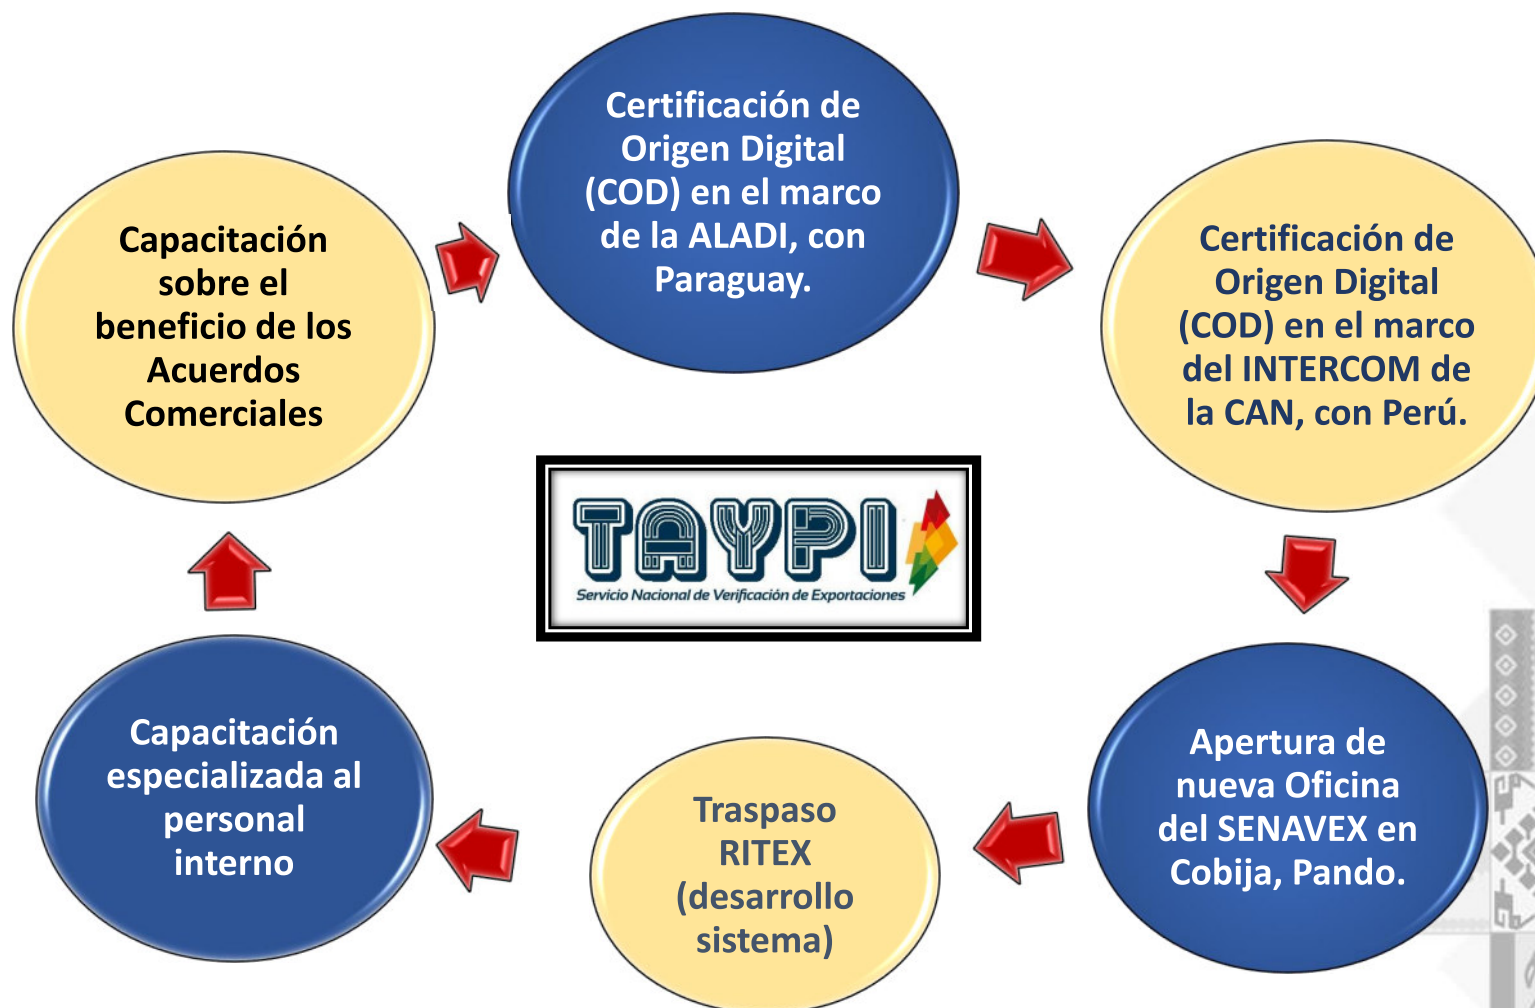 Certificación de
Origen Digital
(COD) en el marco
de la ALADI, con
Paraguay.
Certificación de
Origen Digital
(COD) en el marco
del INTERCOM de
la CAN, con Perú.
Apertura de
nueva Oficina
del SENAVEX en
Cobija, Pando.
Traspaso
RITEX
(desarrollo
sistema)
Capacitación
especializada al
personal
interno
Capacitación
sobre el
beneficio de los
Acuerdos
Comerciales
TAYPI
Servicio Nacional de Verificación de Exportaciones